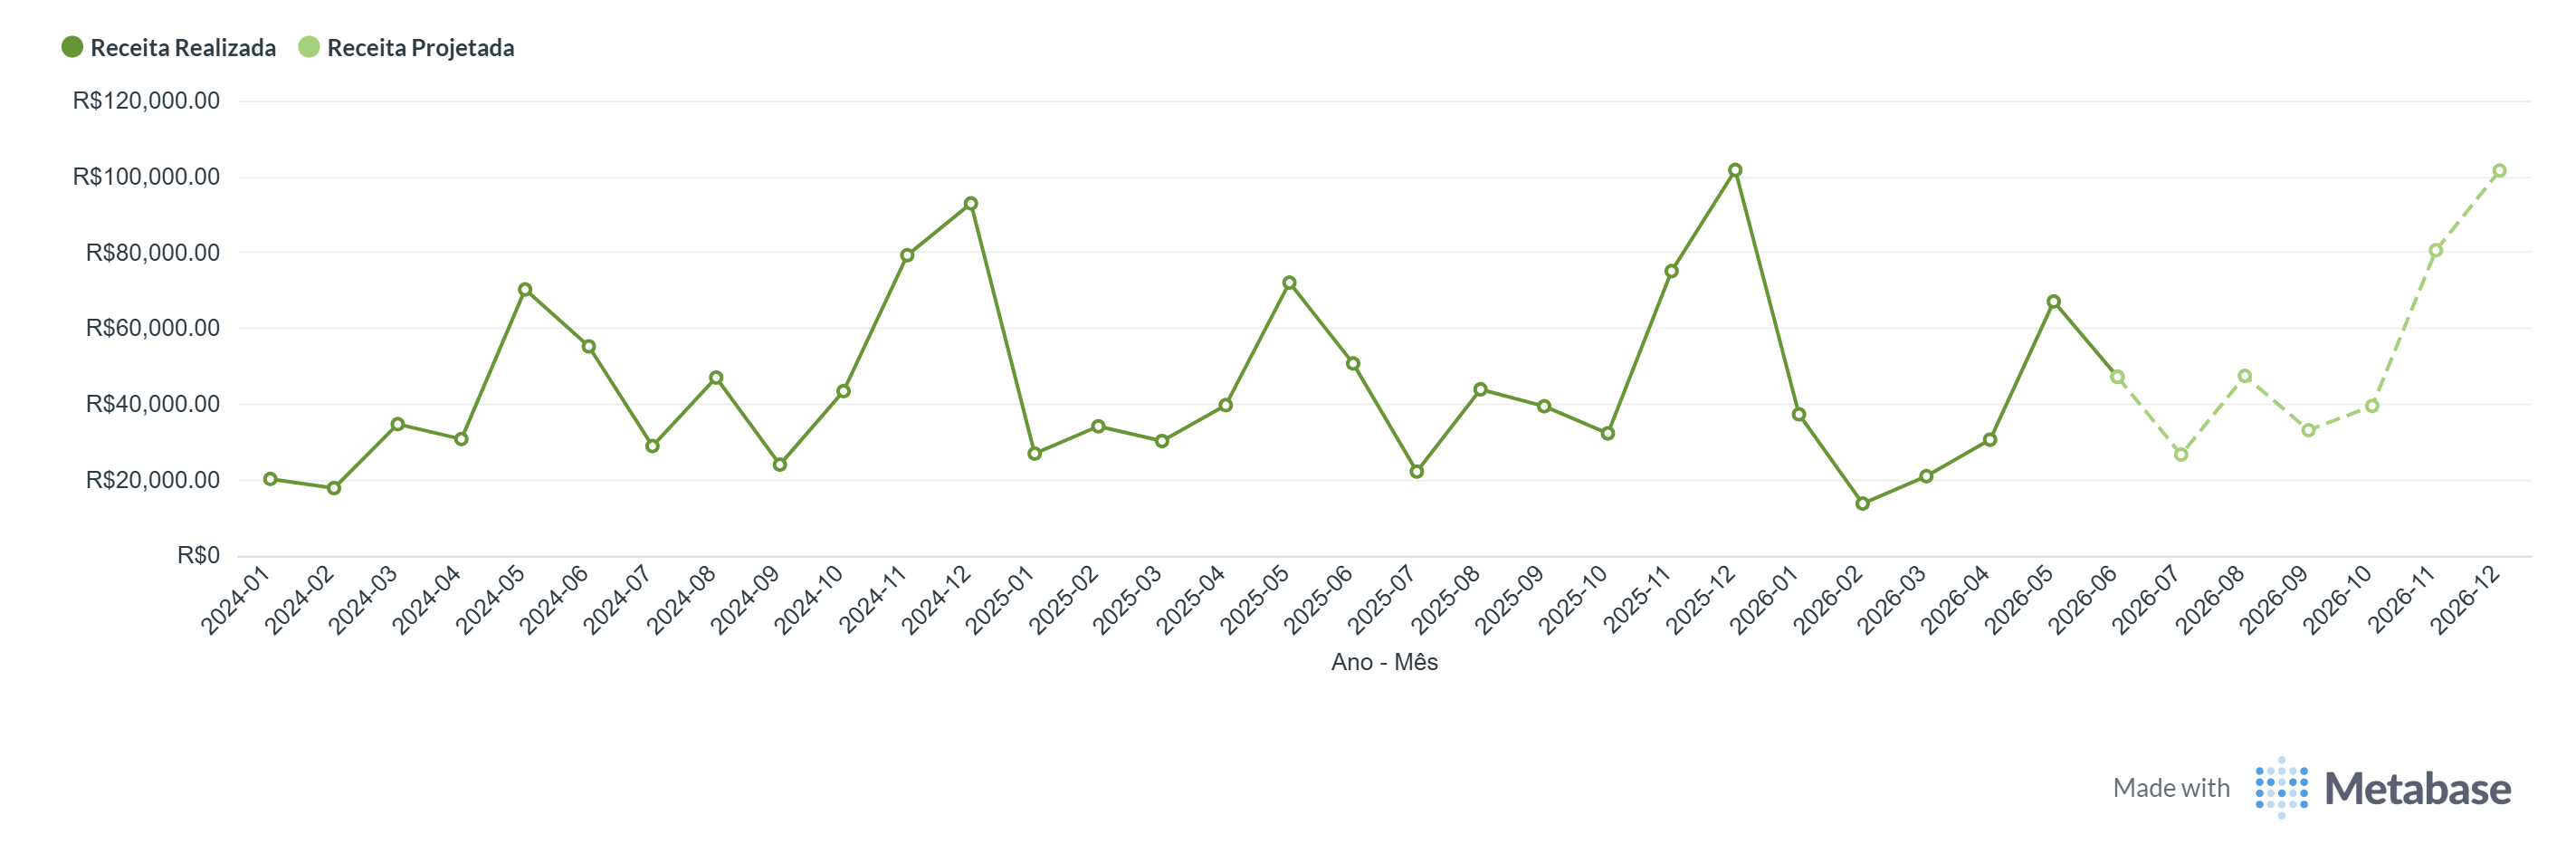 Receita Realizada Receita Projetada
R$120,000.00
R$100,000.00
R$80,000.00
R$60,000.00
R$40,000.00
R$20,000.00
R$0
2024-01 2024-02 2024-03 2024-04 2024-05 2024-06 2024-07 2024-08 2024-09 2024-10 2024-11 2024-12 2025-01 2025-02 2025-03 2025-04 2025-05 2025-06 2025-07 2025-08 2025-09 2025-10 2025-11 2025-12 2026-01 2026-02 2026-03 2026-04 2026-05 2026-06 2026-07 2026-08 2026-09 2026-10 2026-11 2026-12
Ano - Mês
Made with Metabase